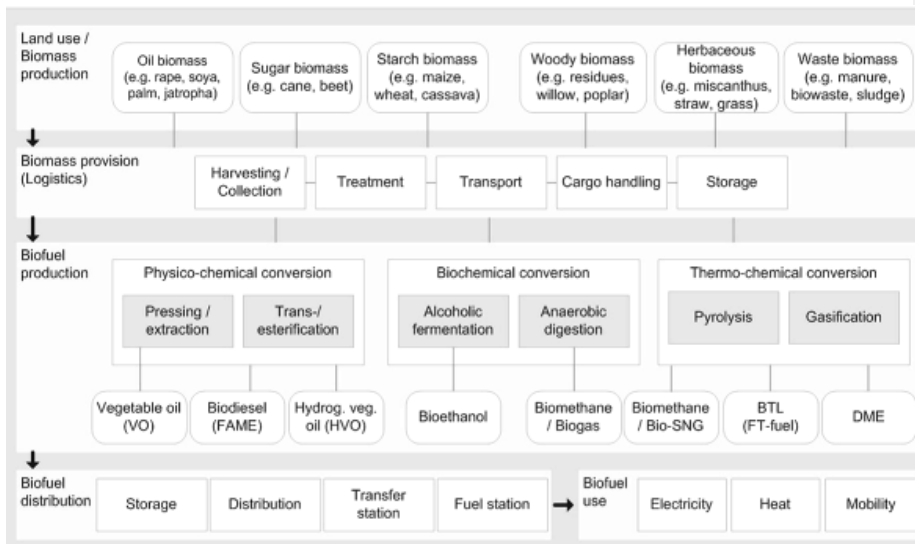 Land use /
Biomass
production
Oil biomass
(e.g. rape, soya,
palm, jatropha)
Sugar biomass
(e.g. cane, beet)
Starch biomass
(e.g. maize,
wheat, cassava)
Woody biomass
(e.g. residues,
willow, poplar)
Herbaceous
biomass
(e.g. miscanthus,
straw, grass)
Waste biomass
(e.g. manure,
biowaste, sludge)
Biomass provision
(Logistics)
Harvesting /
Collection
Treatment
Transport
Cargo handling
Storage
Biofuel
production
Physico-chemical conversion
Pressing /
extraction
Trans-/
esterification
Biochemical conversion
Alcoholic
fermentation
Anaerobic
digestion
Thermo-chemical conversion
Pyrolysis
Gasification
Vegetable oil
(VO)
Biodiesel
(FAME)
Hydrog. veg.
oil (HVO)
Bioethanol
Biomethane
/ Biogas
Biomethane
/ Bio-SNG
BTL
(FT-fuel)
DME
Biofuel
distribution
Storage
Distribution
Transfer
station
Fuel station
Biofuel
use
Electricity
Heat
Mobility